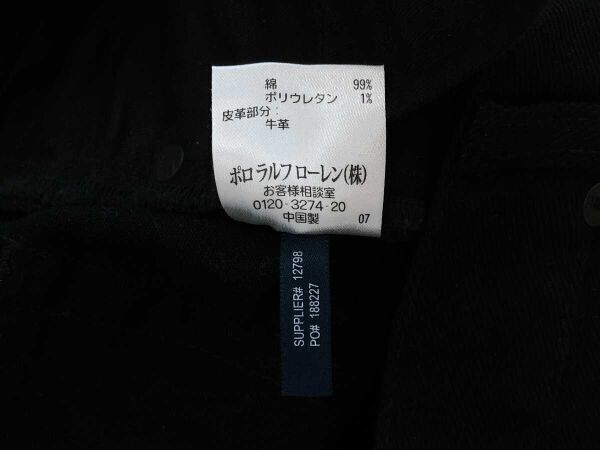 綿 99%
ポリウレタン 1%
皮革部分:
牛革
ポロ ラルフ ローレン(株)
お客様相談室
0120-3274-20
中国製 07
SUPPLIER# 12798
PO# 188227